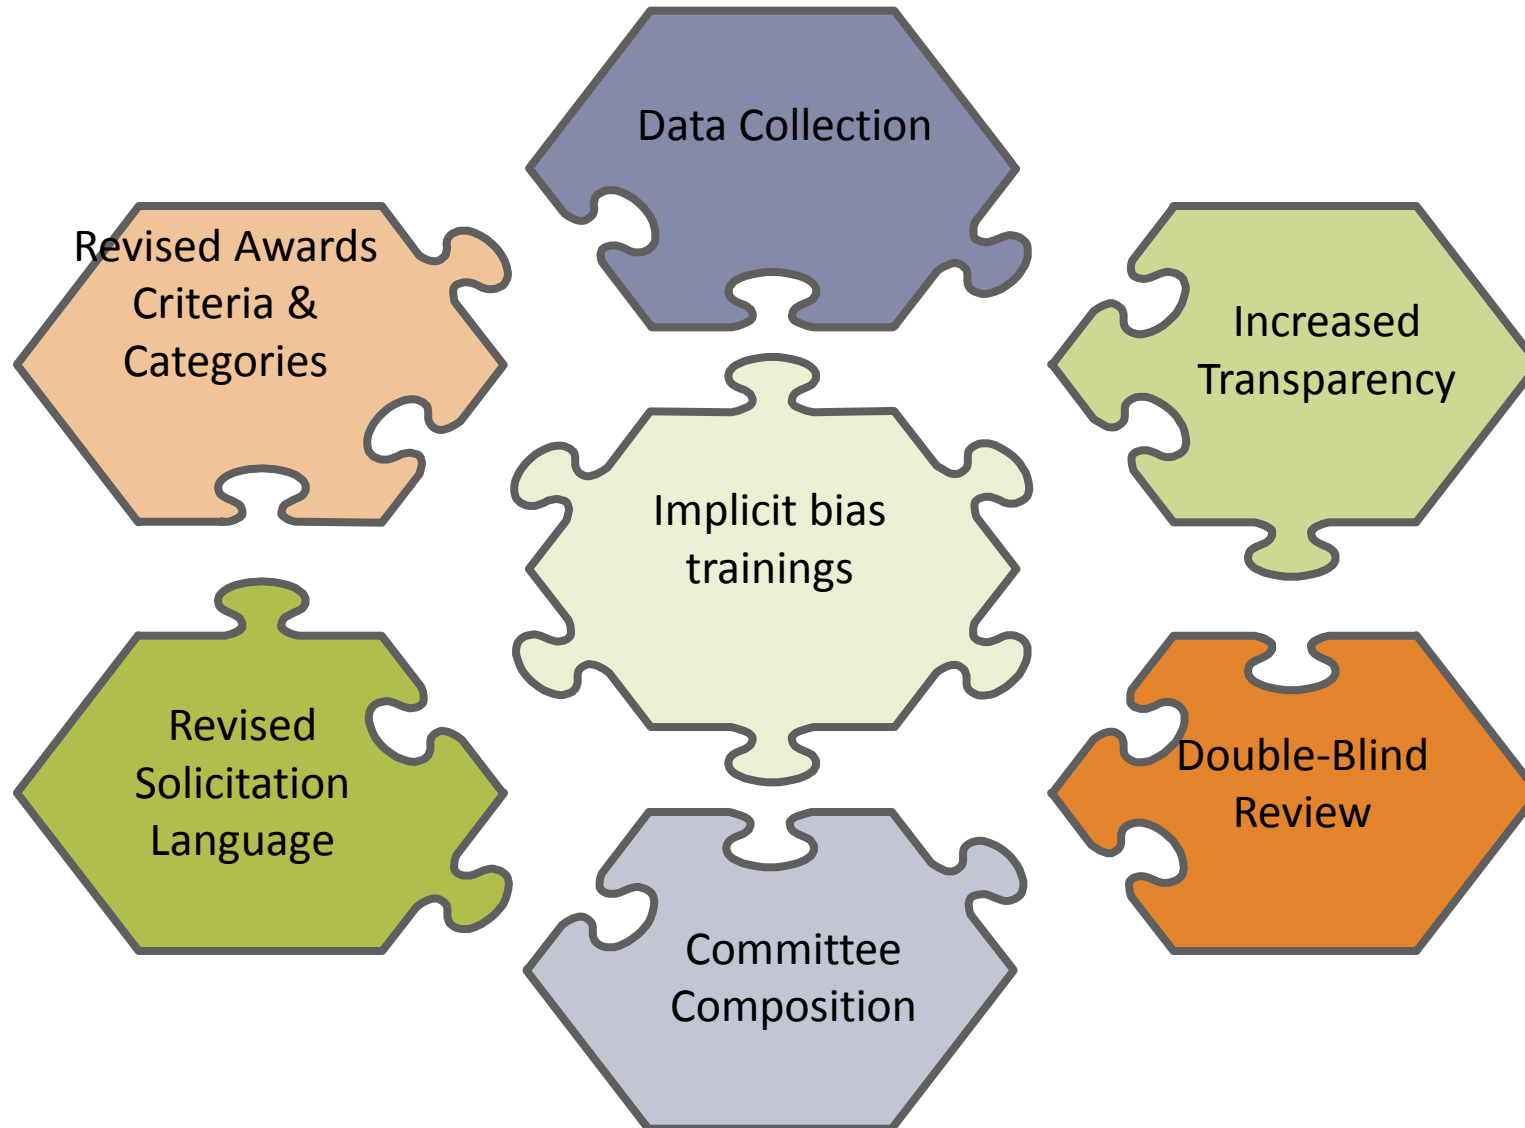 Data Collection
Revised Awards
Criteria &
Categories
Increased
Transparency
Implicit bias
trainings
Revised
Solicitation
Language
Double-Blind
Review
Committee
Composition